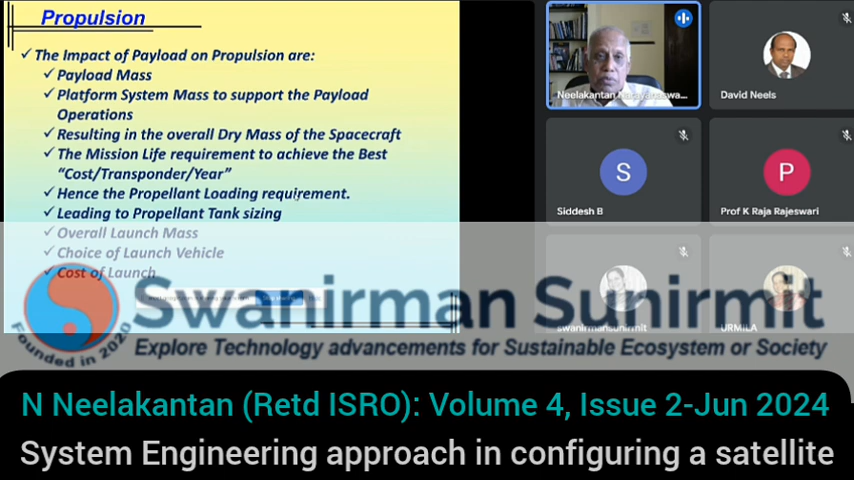 Propulsion
✓ The Impact of Payload on Propulsion are:
✓ Payload Mass
✓ Platform System Mass to support the Payload
Operations
✓ Resulting in the overall Dry Mass of the Spacecraft
✓ The Mission Life requirement to achieve the Best
"Cost/Transponder/Year"
✓ Hence the Propellant Loading requirement.
✓ Leading to Propellant Tank sizing
✓ Overall Launch Mass
✓ Choice of Launch Vehicle
✓ Cost of Launch
David Neels
S
Siddesh B
P
Prof K Raja Rajeswari
swanirmansunirmit
URMILA
Founded in 2020
Swanirman Sunirmit
Explore Technology advancements for Sustainable Ecosystem or Society
N Neelakantan (Retd ISRO): Volume 4, Issue 2-Jun 2024
System Engineering approach in configuring a satellite